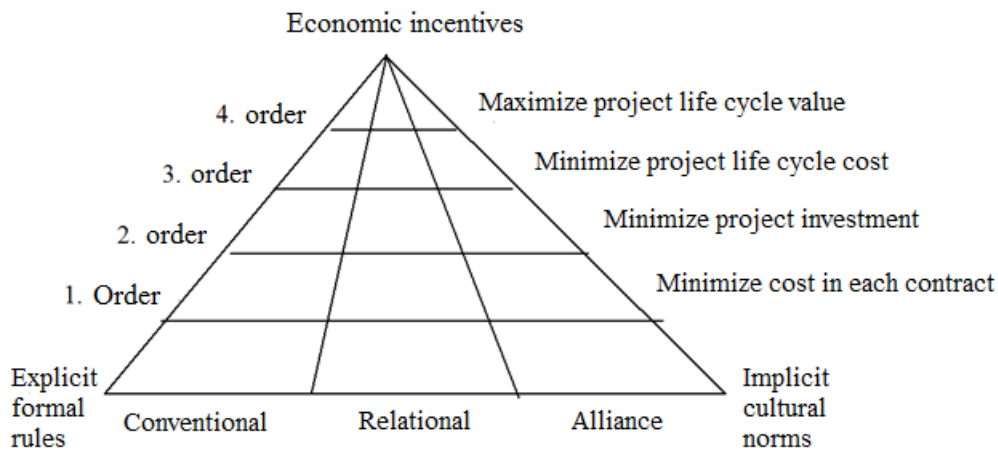 Economic incentives
4. order
Maximize project life cycle value
3. order
Minimize project life cycle cost
2. order
Minimize project investment
1. Order
Minimize cost in each contract
Explicit
formal
rules
Conventional
Relational
Alliance
Implicit
cultural
norms